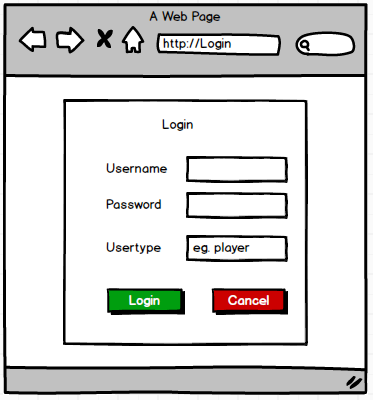 A Web Page
http://Login
Login
Username
Password
Usertype eg. player
Login Cancel